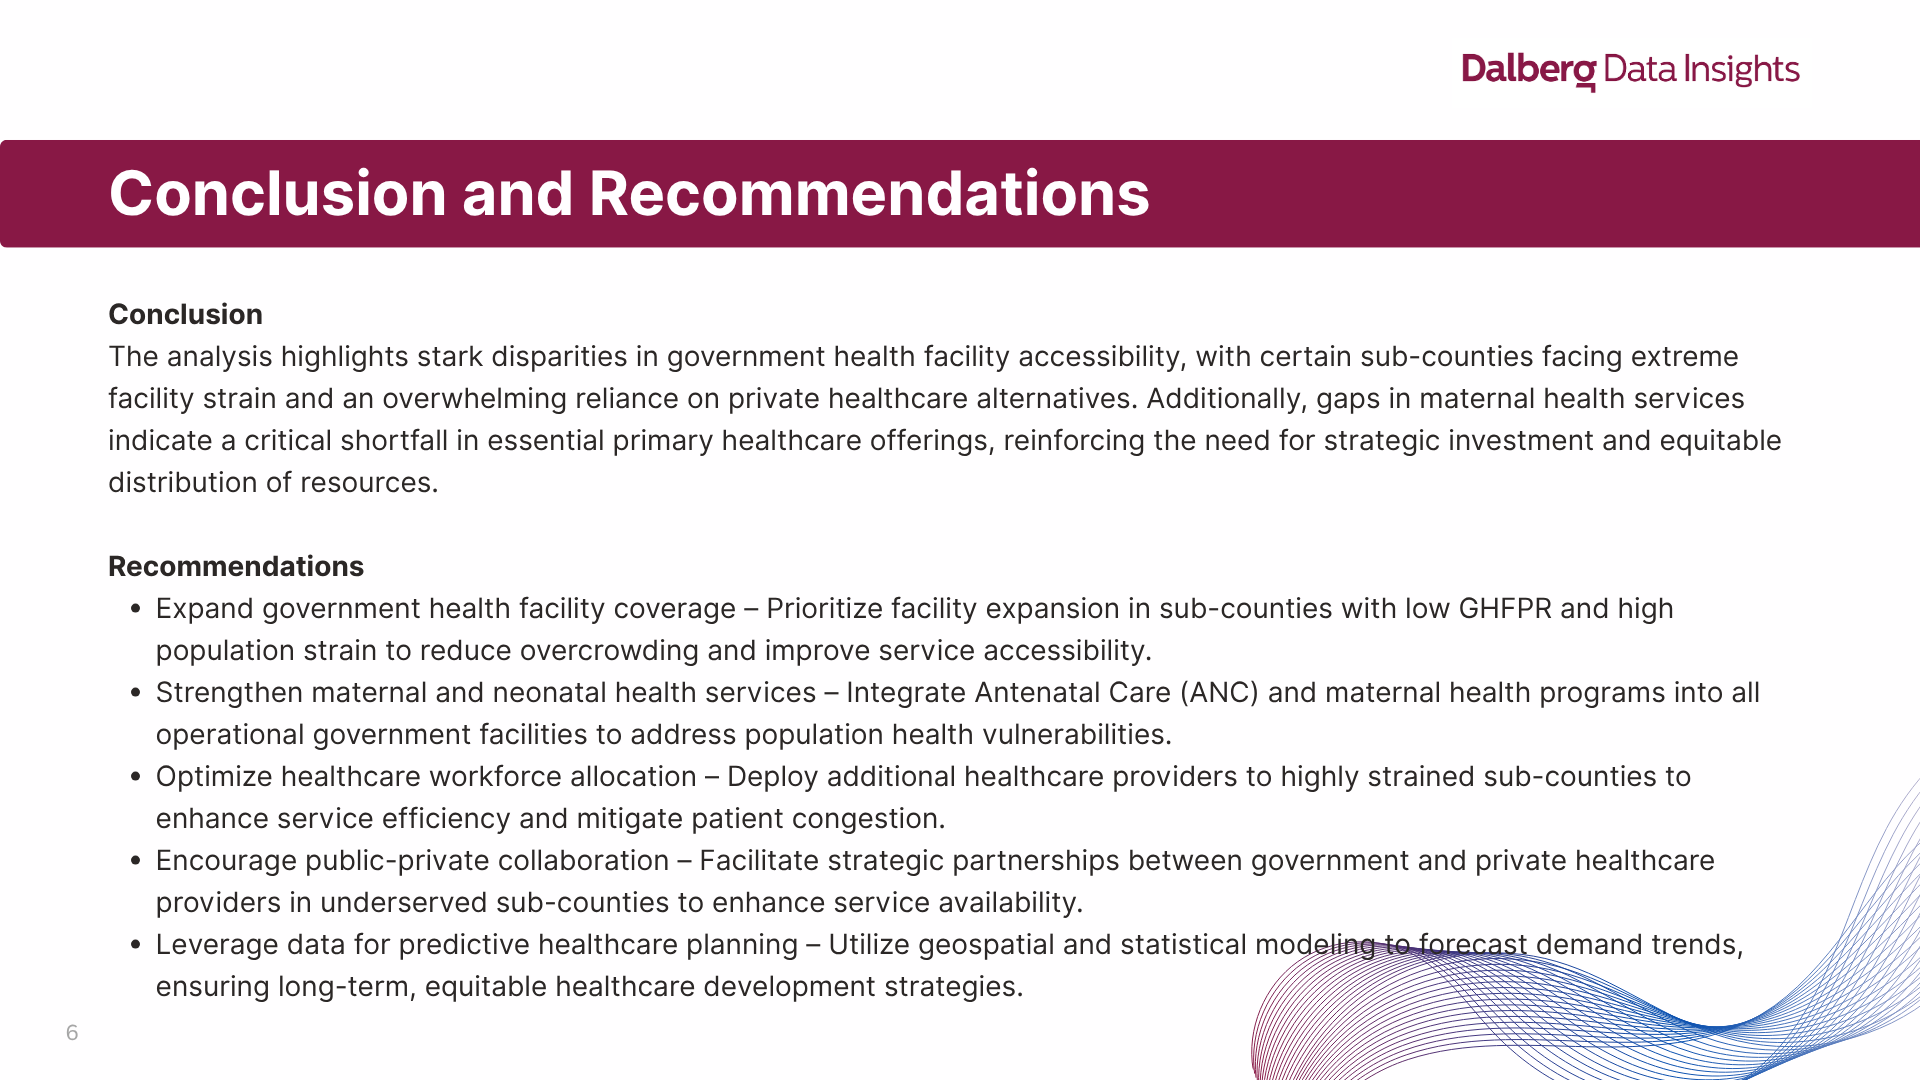 Dalberg Data Insights
Conclusion and Recommendations
Conclusion
The analysis highlights stark disparities in government health facility accessibility, with certain sub-counties facing extreme
facility strain and an overwhelming reliance on private healthcare alternatives. Additionally, gaps in maternal health services
indicate a critical shortfall in essential primary healthcare offerings, reinforcing the need for strategic investment and equitable
distribution of resources.
Recommendations
• Expand government health facility coverage – Prioritize facility expansion in sub-counties with low GHFPR and high
population strain to reduce overcrowding and improve service accessibility.
• Strengthen maternal and neonatal health services – Integrate Antenatal Care (ANC) and maternal health programs into all
operational government facilities to address population health vulnerabilities.
• Optimize healthcare workforce allocation – Deploy additional healthcare providers to highly strained sub-counties to
enhance service efficiency and mitigate patient congestion.
• Encourage public-private collaboration – Facilitate strategic partnerships between government and private healthcare
providers in underserved sub-counties to enhance service availability.
• Leverage data for predictive healthcare planning – Utilize geospatial and statistical modeling to forecast demand trends,
ensuring long-term, equitable healthcare development strategies.
6